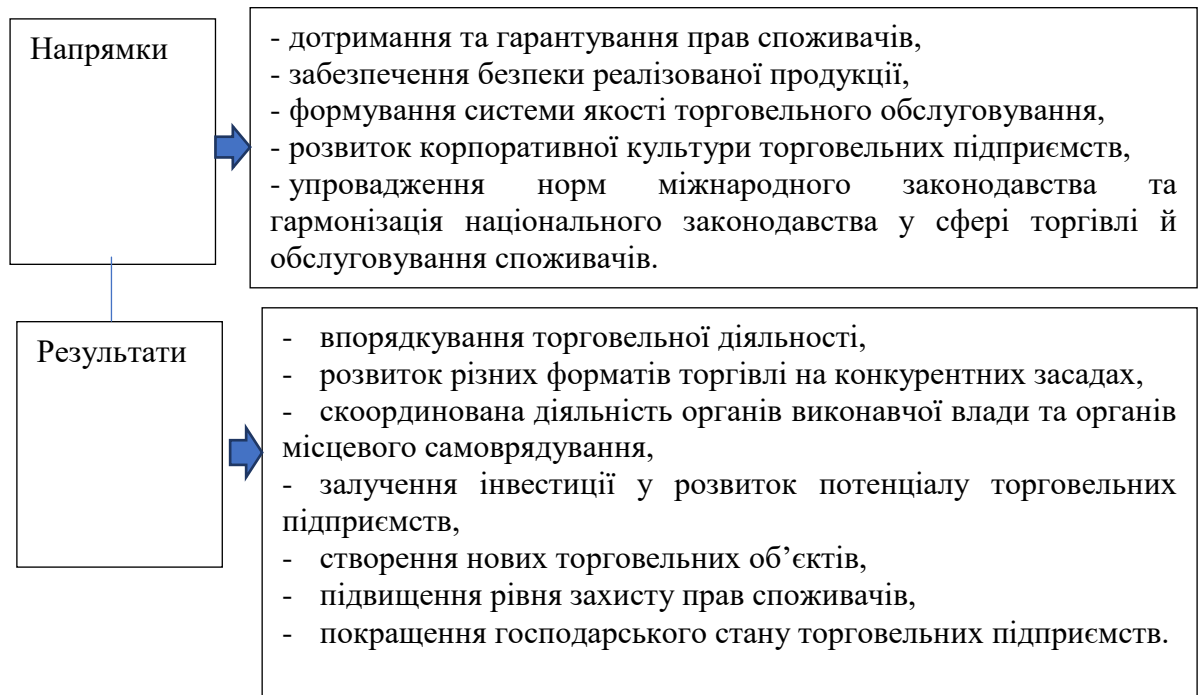 Напрямки
- дотримання та гарантування прав споживачів,
- забезпечення безпеки реалізованої продукції,
- формування системи якості торговельного обслуговування,
- розвиток корпоративної культури торговельних підприємств,
- упровадження норм міжнародного законодавства та
гармонізація національного законодавства у сфері торгівлі й
обслуговування споживачів.
Результати
- впорядкування торговельної діяльності,
- розвиток різних форматів торгівлі на конкурентних засадах,
- скоординована діяльність органів виконавчої влади та органів
місцевого самоврядування,
- залучення інвестиції у розвиток потенціалу торговельних
підприємств,
- створення нових торговельних об’єктів,
- підвищення рівня захисту прав споживачів,
- покращення господарського стану торговельних підприємств.